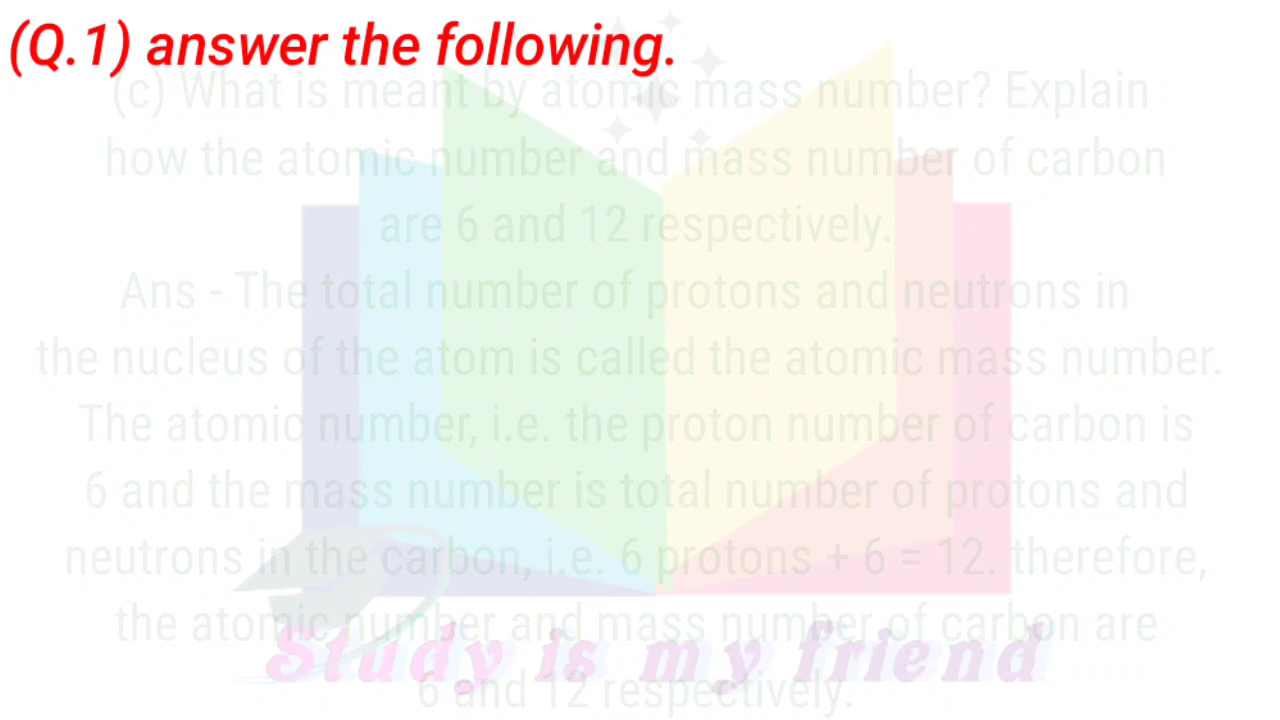 (Q.1) answer the following.
(c) What is meant by atomic mass number? Explain
how the atomic number and mass number of carbon
are 6 and 12 respectively.
Ans - The total number of protons and neutrons in
the nucleus of the atom is called the atomic mass number.
The atomic number, i.e. the proton number of carbon is
6 and the mass number is total number of protons and
neutrons in the carbon, i.e. 6 protons + 6 = 12. therefore,
the atomic number and mass number of carbon are
Study is my friend
6 and 12 respectively.